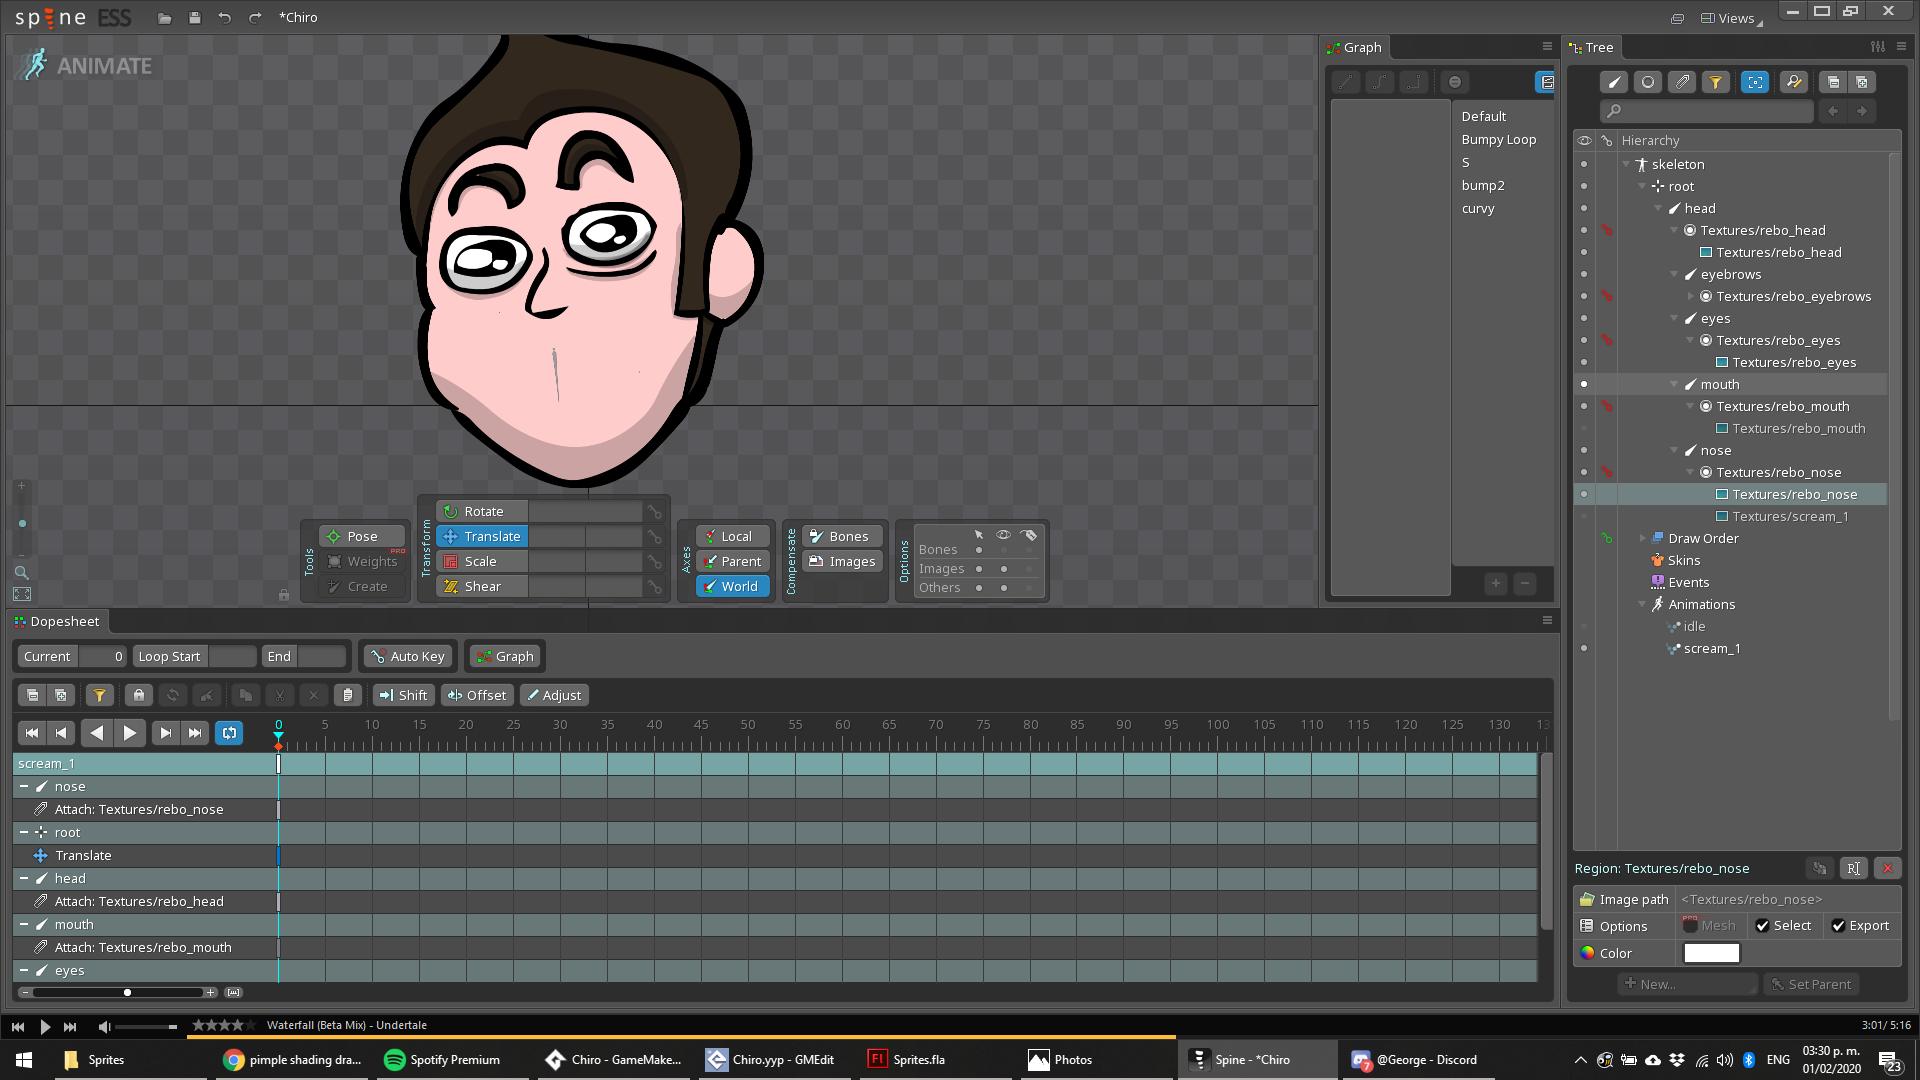 spine ESS
*Chiro
Views
ANIMATE
Graph
Tree
Default
Bumpy Loop
S
bump2
curvy
Hierarchy
skeleton
root
head
Textures/rebo_head
Textures/rebo_head
eyebrows
Textures/rebo_eyebrows
eyes
Textures/rebo_eyes
Textures/rebo_eyes
mouth
Textures/rebo_mouth
Textures/rebo_mouth
nose
Textures/rebo_nose
Textures/rebo_nose
Textures/scream_1
Draw Order
Skins
Events
Animations
idle
scream_1
Tools
Pose
Weights
PRO
Create
Transform
Rotate
Translate
Scale
Shear
Axes
Local
Parent
World
Compensate
Bones
Images
Options
Bones
Images
Others
Dopesheet
Current 0 Loop Start End Auto Key Graph
Shift Offset Adjust
0 5 10 15 20 25 30 35 40 45 50 55 60 65 70 75 80 85 90 95 100 105 110 115 120 125 130 13
scream_1
nose
Attach: Textures/rebo_nose
root
Translate
head
Attach: Textures/rebo_head
mouth
Attach: Textures/rebo_mouth
eyes
Region: Textures/rebo_nose
Image path <Textures/rebo_nose>
Options PRO Mesh Select Export
Color
New... Set Parent
Waterfall (Beta Mix) - Undertale
3:01/ 5:16
Sprites
pimple shading dra...
Spotify Premium
Chiro - GameMake...
Chiro.yyp - GMEdit
Fl
Sprites.fla
Photos
Spine - *Chiro
7
@George - Discord
ENG
03:30 p. m.
01/02/2020
23